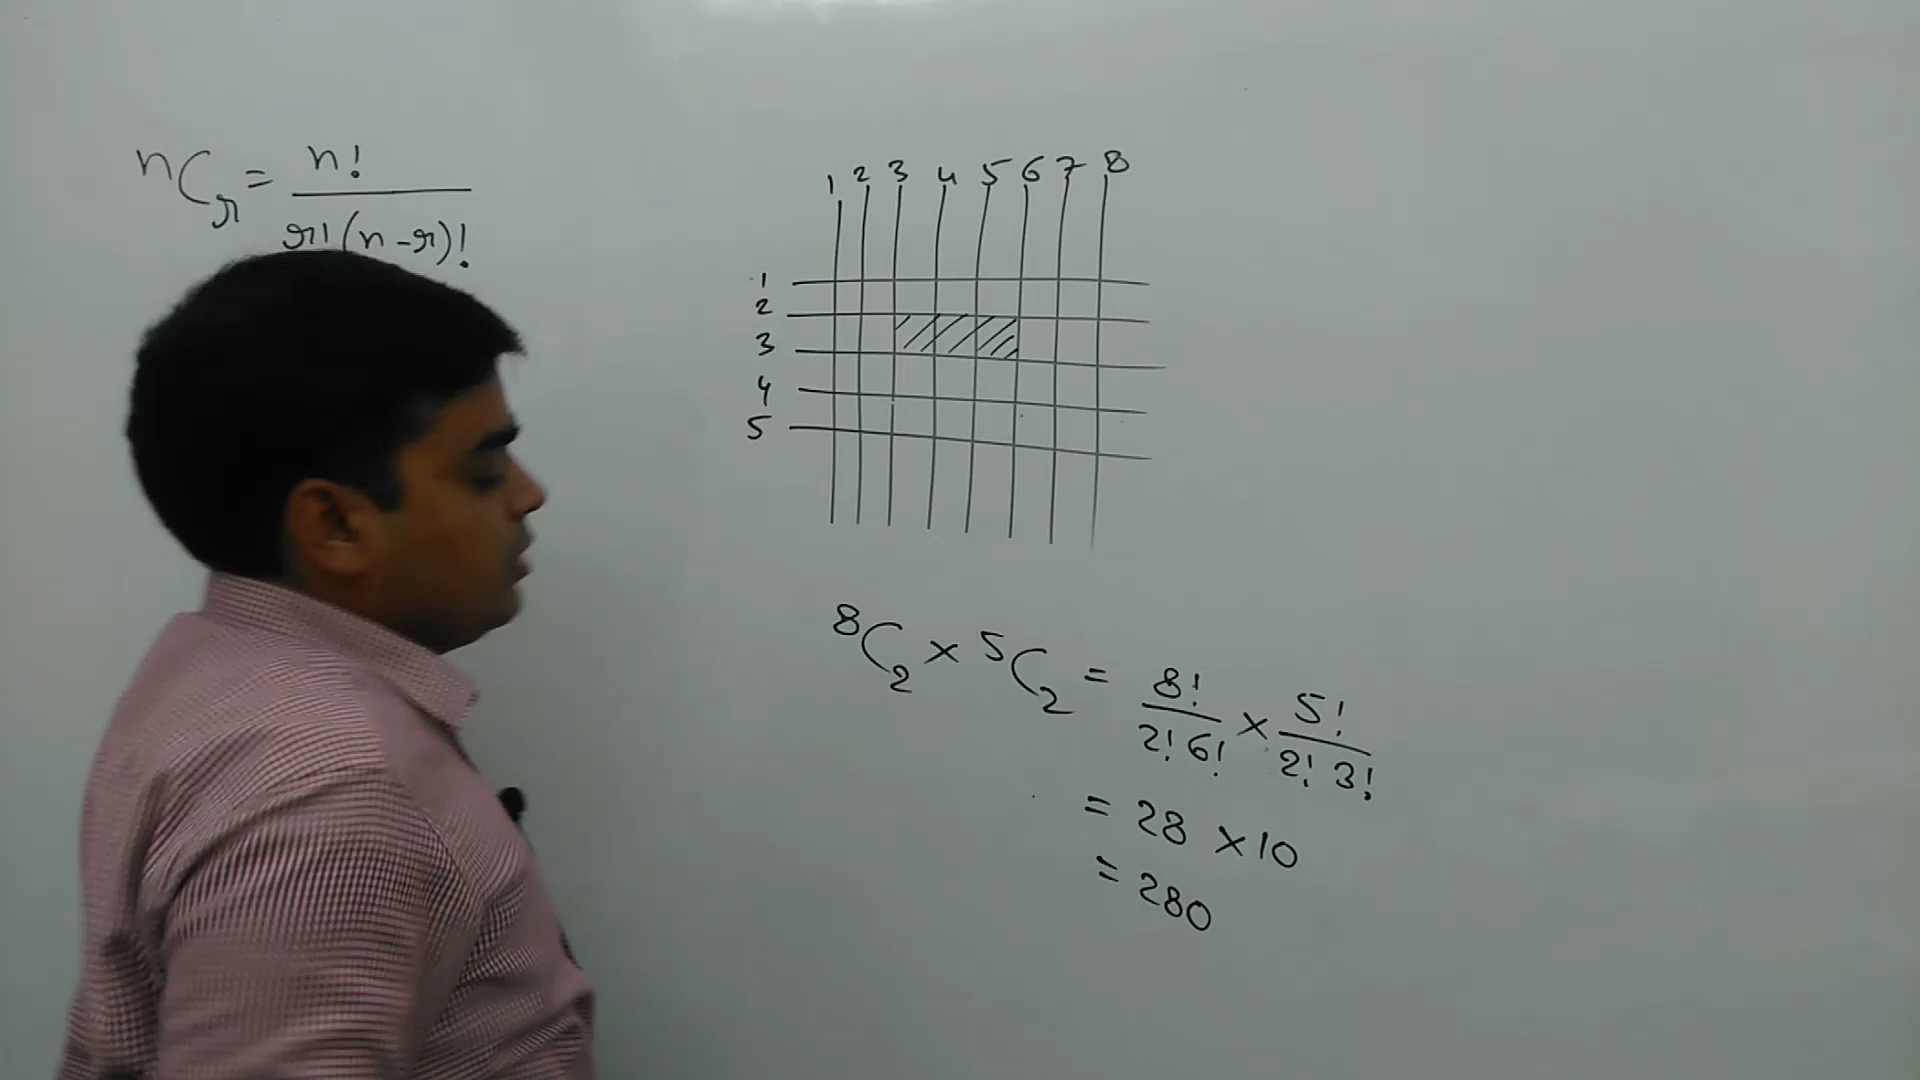 nCr = n! / r!(n-r)!
1 2 3 4 5 6 7 8
1
2
3
4
5
8C2 × 5C2 = 8! / 2! 6! × 5! / 2! 3!
= 28 × 10
= 280